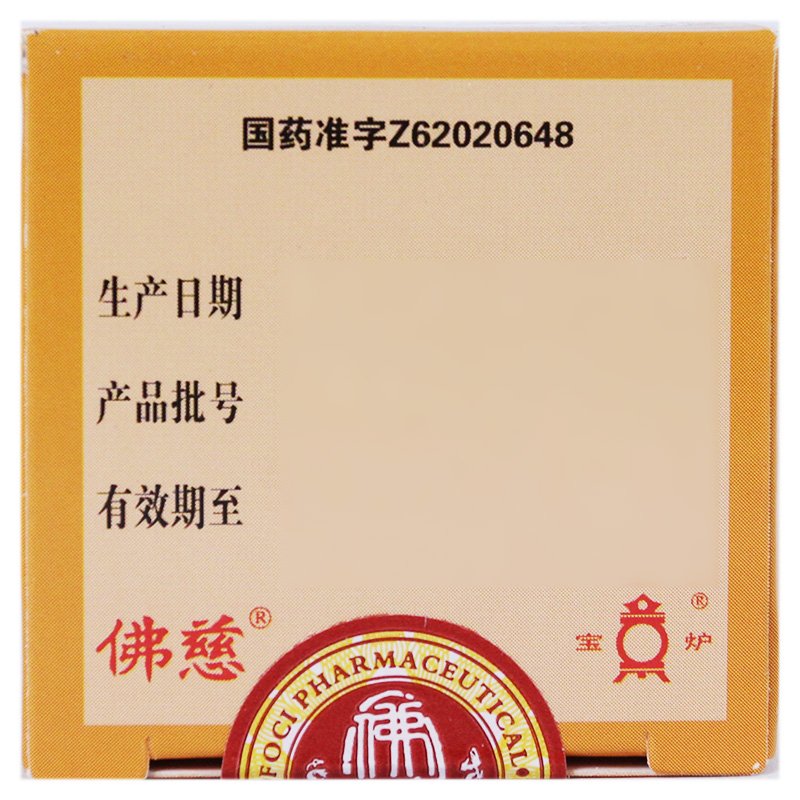 国药准字Z62020648
生产日期
产品批号
有效期至
佛慈®
宝炉®
FOCI PHARMACEUTICAL
佛